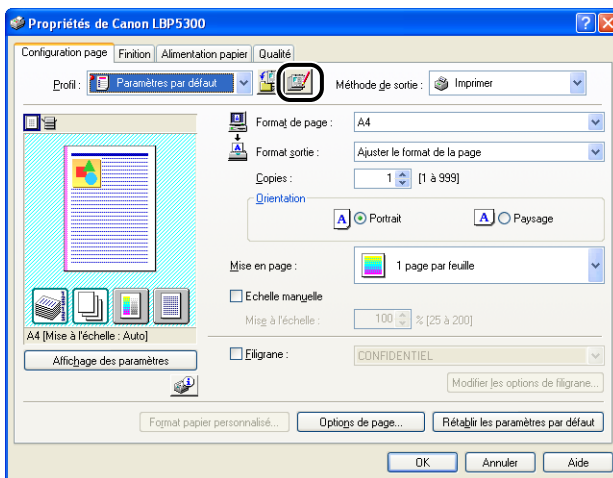 Propriétés de Canon LBP5300
Configuration page Finition Alimentation papier Qualité
Profil : Paramètres par défaut Méthode de sortie : Imprimer
Format de page : A4
Format sortie : Ajuster le format de la page
Copies : 1 [1 à 999]
Orientation
A Portrait A Paysage
Mise en page : 1 page par feuille
Echelle manuelle
Mise à l'échelle : 100 % [25 à 200]
A4 [Mise à l'échelle : Auto]
Affichage des paramètres
Filigrane : CONFIDENTIEL
Modifier les options de filigrane...
Format papier personnalisé... Options de page... Rétablir les paramètres par défaut
OK Annuler Aide